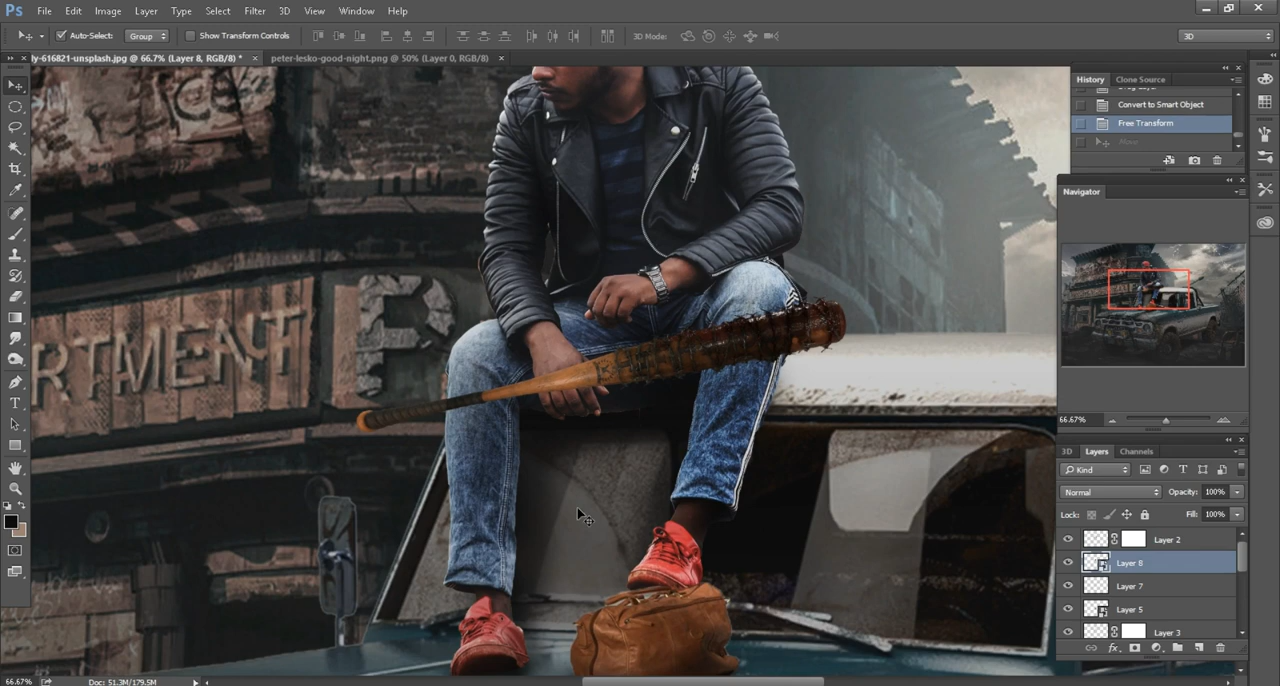 Ps File Edit Image Layer Type Select Filter 3D View Window Help
Auto-Select: Group Show Transform Controls 3D Mode: 3D
ly-616821-unsplash.jpg @ 66.7% (Layer 8, RGB/8) * × peter-lesko-good-night.png @ 50% (Layer 0, RGB/8) ×
History Clone Source
Convert to Smart Object
Free Transform
Move
Navigator
66.67%
3D Layers Channels
Kind
Normal Opacity: 100%
Lock: Fill: 100%
Layer 2
Layer 8
Layer 7
Layer 5
Layer 3
RTMENT
P
66.67% Doc: 51.3M/179.5M